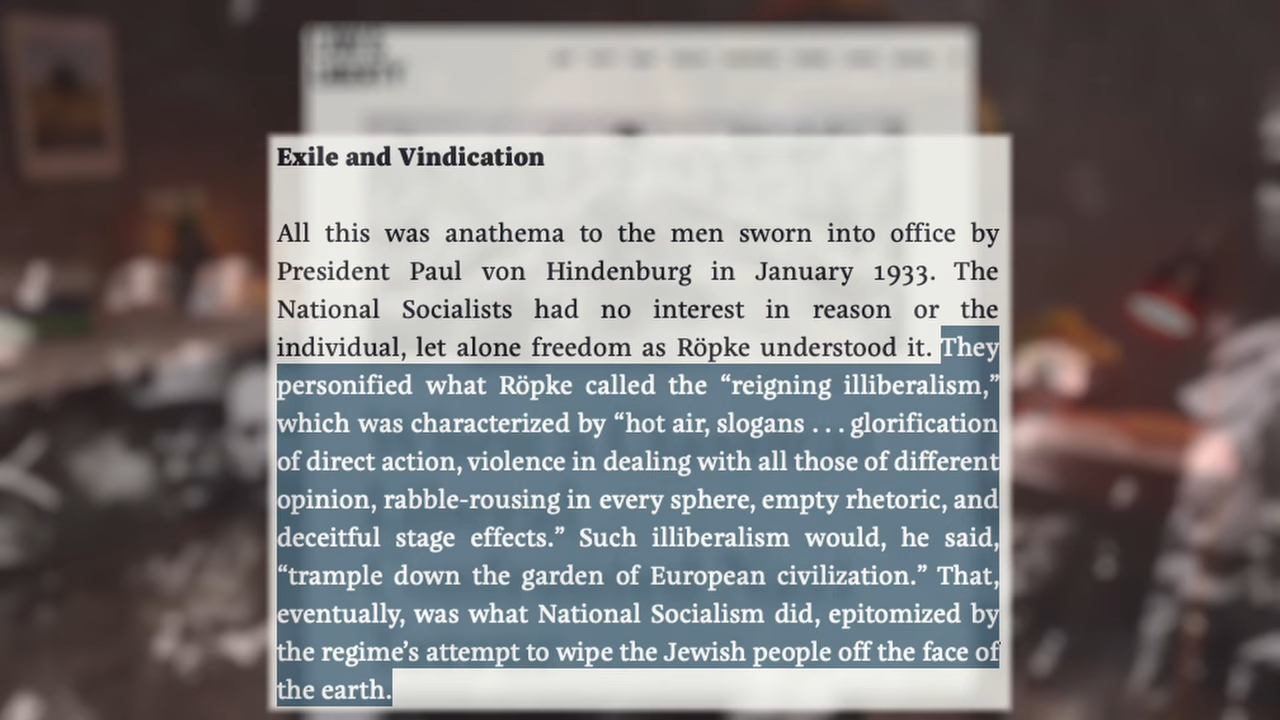 Exile and Vindication
All this was anathema to the men sworn into office by
President Paul von Hindenburg in January 1933. The
National Socialists had no interest in reason or the
individual, let alone freedom as Röpke understood it. They
personified what Röpke called the “reigning illiberalism,”
which was characterized by “hot air, slogans . . . glorification
of direct action, violence in dealing with all those of different
opinion, rabble-rousing in every sphere, empty rhetoric, and
deceitful stage effects.” Such illiberalism would, he said,
“trample down the garden of European civilization.” That,
eventually, was what National Socialism did, epitomized by
the regime’s attempt to wipe the Jewish people off the face of
the earth.